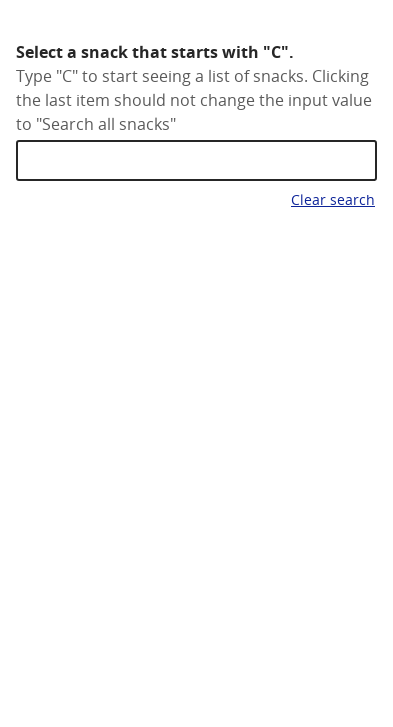 Select a snack that starts with "C".
Type "C" to start seeing a list of snacks. Clicking
the last item should not change the input value
to "Search all snacks"
Clear search